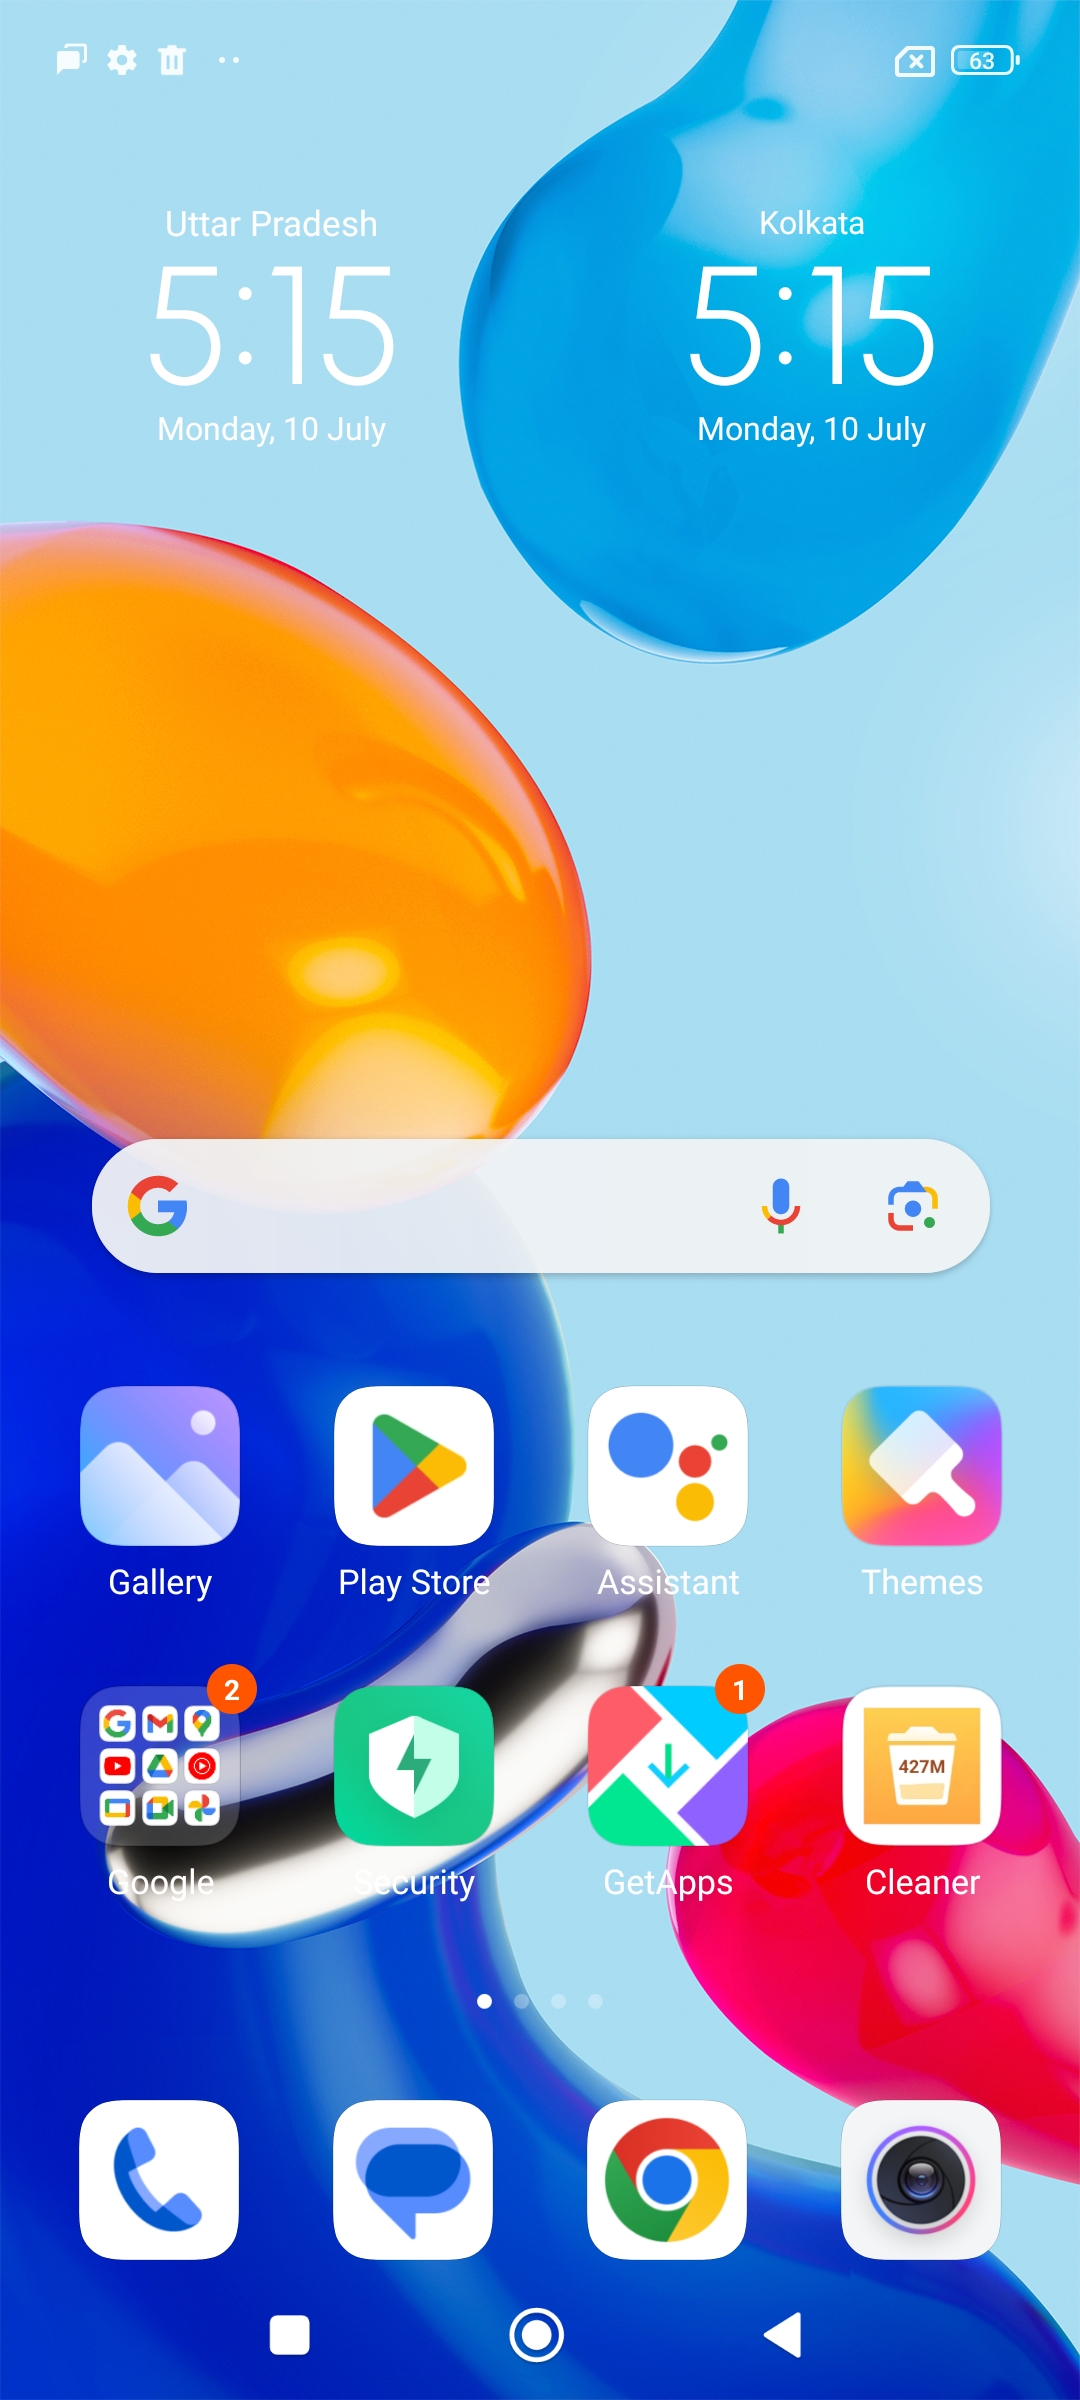 63
Uttar Pradesh
5:15
Monday, 10 July
Kolkata
5:15
Monday, 10 July
Gallery
Play Store
Assistant
Themes
2
1
427M
Google
Security
GetApps
Cleaner